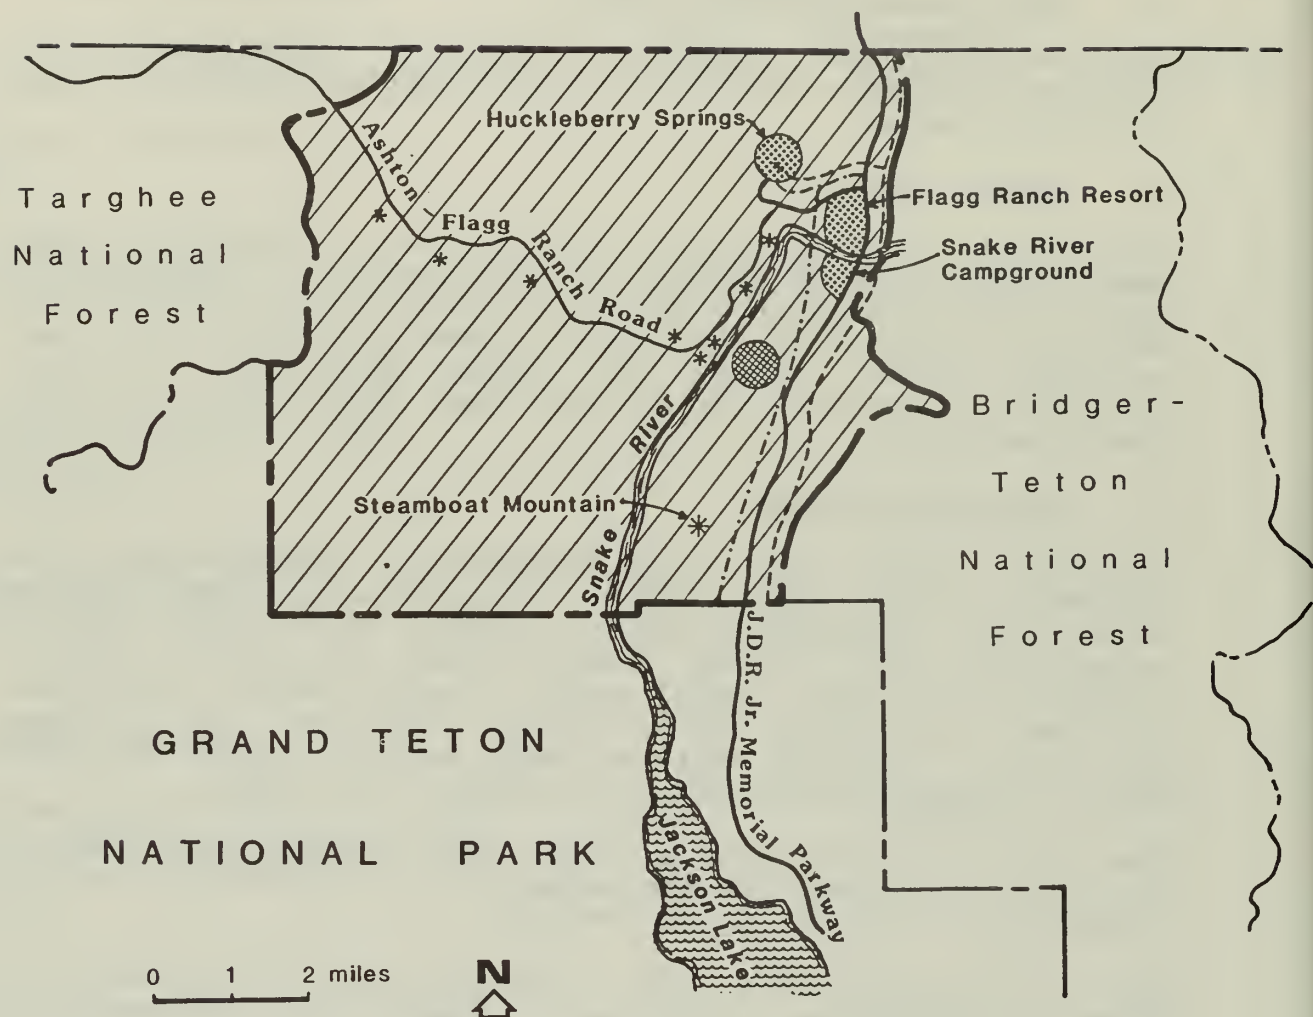 Huckleberry Springs
Ashton - Flagg Ranch Road
Targhee
National
Forest
Flagg Ranch Resort
Snake River
Campground
Bridger-
Teton
National
Forest
Snake River
Steamboat Mountain
J.D.R. Jr. Memorial Parkway
GRAND TETON
NATIONAL PARK
Jackson Lake
0 1 2 miles
N